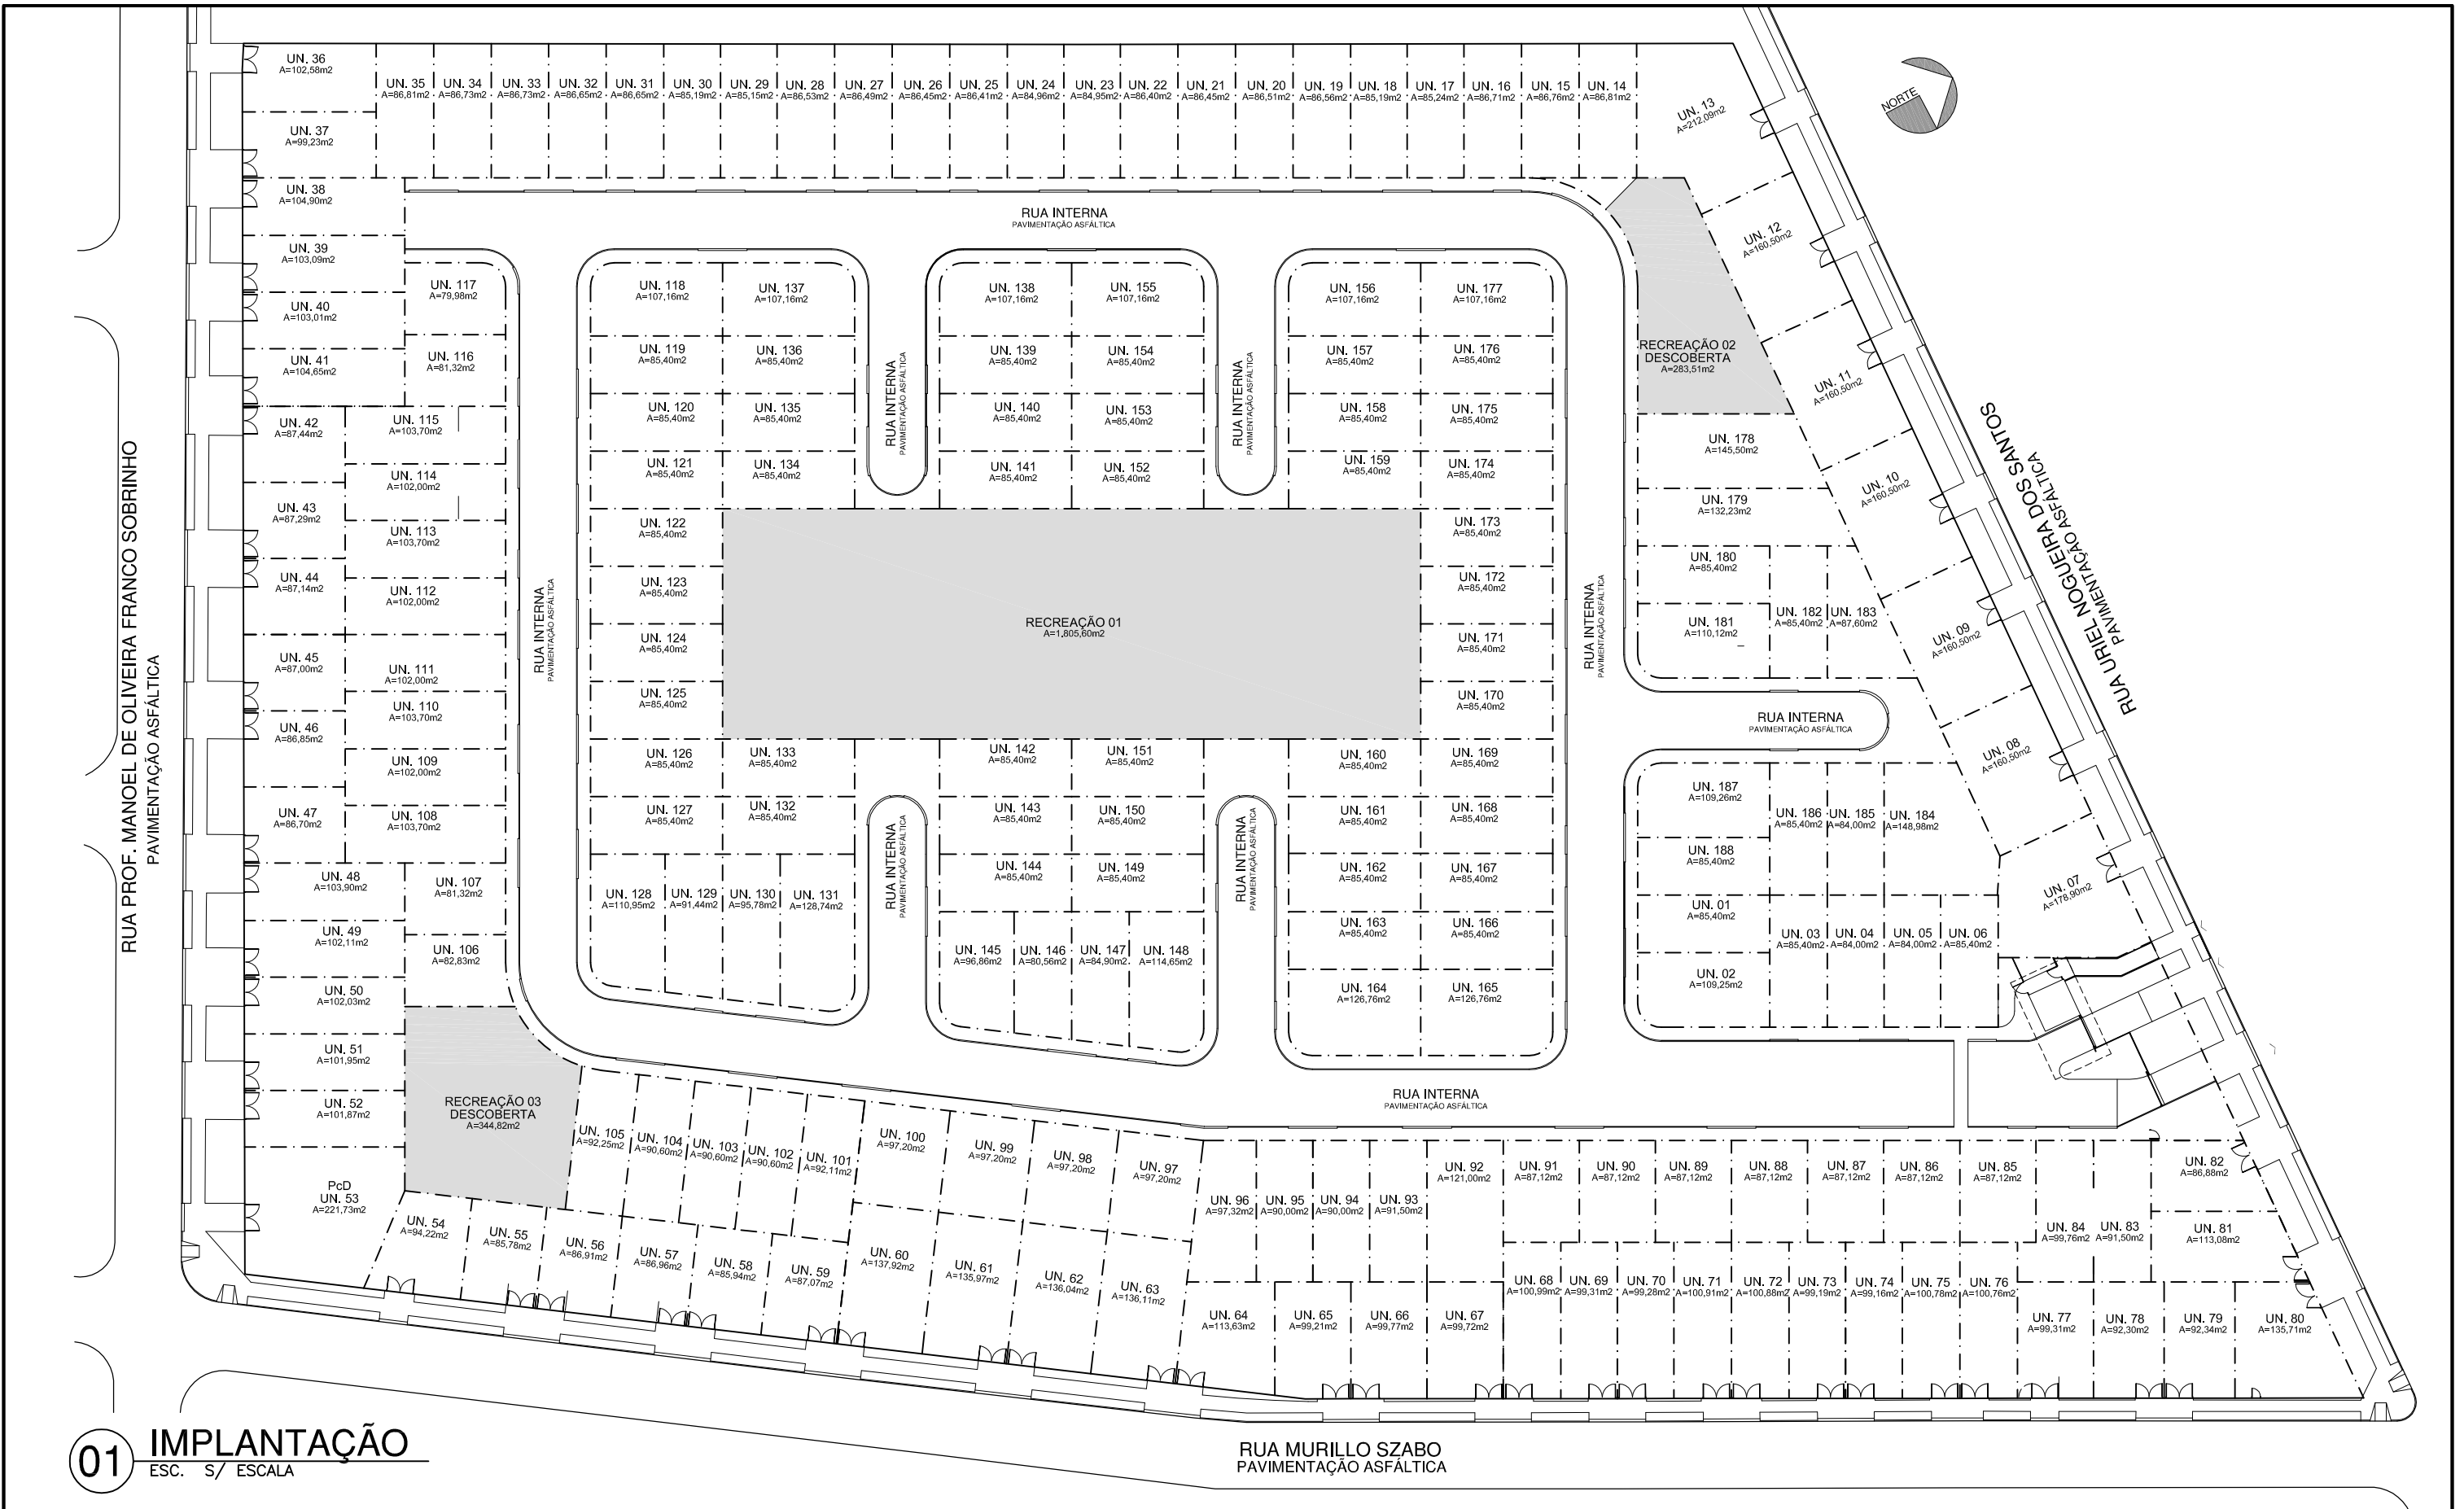 UN. 36
A=102,58m2
UN. 35
A=86,81m2
UN. 34
A=86,73m2
UN. 33
A=86,73m2
UN. 32
A=86,65m2
UN. 31
A=86,65m2
UN. 30
A=85,19m2
UN. 29
A=85,15m2
UN. 28
A=86,53m2
UN. 27
A=86,49m2
UN. 26
A=86,45m2
UN. 25
A=86,41m2
UN. 24
A=84,96m2
UN. 23
A=84,95m2
UN. 22
A=86,40m2
UN. 21
A=86,45m2
UN. 20
A=86,51m2
UN. 19
A=86,56m2
UN. 18
A=85,19m2
UN. 17
A=85,24m2
UN. 16
A=86,71m2
UN. 15
A=86,76m2
UN. 14
A=86,81m2
UN. 13
A=212,09m2
NORTE
UN. 37
A=99,23m2
UN. 38
A=104,90m2
UN. 39
A=103,09m2
UN. 40
A=103,01m2
UN. 41
A=104,65m2
UN. 42
A=87,44m2
UN. 43
A=87,29m2
UN. 44
A=87,14m2
UN. 45
A=87,00m2
UN. 46
A=86,85m2
UN. 47
A=86,70m2
UN. 48
A=103,90m2
UN. 49
A=102,11m2
UN. 50
A=102,03m2
UN. 51
A=101,95m2
UN. 52
A=101,87m2
PcD
UN. 53
A=221,73m2
RUA PROF. MANOEL DE OLIVEIRA FRANCO SOBRINHO
PAVIMENTAÇÃO ASFÁLTICA
UN. 117
A=79,98m2
UN. 116
A=81,32m2
UN. 115
A=103,70m2
UN. 114
A=102,00m2
UN. 113
A=103,70m2
UN. 112
A=102,00m2
UN. 111
A=102,00m2
UN. 110
A=103,70m2
UN. 109
A=102,00m2
UN. 108
A=103,70m2
UN. 107
A=81,32m2
UN. 106
A=82,83m2
RECREAÇÃO 03
DESCOBERTA
A=344,82m2
RUA INTERNA
PAVIMENTAÇÃO ASFÁLTICA
RUA INTERNA
PAVIMENTAÇÃO ASFÁLTICA
UN. 118
A=107,16m2
UN. 137
A=107,16m2
UN. 119
A=85,40m2
UN. 136
A=85,40m2
UN. 120
A=85,40m2
UN. 135
A=85,40m2
UN. 121
A=85,40m2
UN. 134
A=85,40m2
UN. 122
A=85,40m2
UN. 123
A=85,40m2
UN. 124
A=85,40m2
UN. 125
A=85,40m2
UN. 126
A=85,40m2
UN. 133
A=85,40m2
UN. 127
A=85,40m2
UN. 132
A=85,40m2
UN. 128
A=110,95m2
UN. 129
A=91,44m2
UN. 130
A=95,78m2
UN. 131
A=128,74m2
RUA INTERNA
PAVIMENTAÇÃO ASFÁLTICA
RUA INTERNA
PAVIMENTAÇÃO ASFÁLTICA
UN. 138
A=107,16m2
UN. 155
A=107,16m2
UN. 139
A=85,40m2
UN. 154
A=85,40m2
UN. 140
A=85,40m2
UN. 153
A=85,40m2
UN. 141
A=85,40m2
UN. 152
A=85,40m2
RECREAÇÃO 01
A=1,805,60m2
UN. 142
A=85,40m2
UN. 151
A=85,40m2
UN. 143
A=85,40m2
UN. 150
A=85,40m2
UN. 144
A=85,40m2
UN. 149
A=85,40m2
UN. 145
A=96,86m2
UN. 146
A=80,56m2
UN. 147
A=84,90m2
UN. 148
A=114,65m2
RUA INTERNA
PAVIMENTAÇÃO ASFÁLTICA
RUA INTERNA
PAVIMENTAÇÃO ASFÁLTICA
UN. 156
A=107,16m2
UN. 177
A=107,16m2
UN. 157
A=85,40m2
UN. 176
A=85,40m2
UN. 158
A=85,40m2
UN. 175
A=85,40m2
UN. 159
A=85,40m2
UN. 174
A=85,40m2
UN. 173
A=85,40m2
UN. 172
A=85,40m2
UN. 171
A=85,40m2
UN. 170
A=85,40m2
UN. 160
A=85,40m2
UN. 169
A=85,40m2
UN. 161
A=85,40m2
UN. 168
A=85,40m2
UN. 162
A=85,40m2
UN. 167
A=85,40m2
UN. 163
A=85,40m2
UN. 166
A=85,40m2
UN. 164
A=126,76m2
UN. 165
A=126,76m2
RUA INTERNA
PAVIMENTAÇÃO ASFÁLTICA
RECREAÇÃO 02
DESCOBERTA
A=283,51m2
UN. 178
A=145,50m2
UN. 179
A=132,23m2
UN. 180
A=85,40m2
UN. 181
A=110,12m2
UN. 182
A=85,40m2
UN. 183
A=87,60m2
RUA INTERNA
PAVIMENTAÇÃO ASFÁLTICA
UN. 187
A=109,26m2
UN. 186
A=85,40m2
UN. 185
A=84,00m2
UN. 184
A=148,98m2
UN. 188
A=85,40m2
UN. 01
A=85,40m2
UN. 02
A=109,25m2
UN. 03
A=85,40m2
UN. 04
A=84,00m2
UN. 05
A=84,00m2
UN. 06
A=85,40m2
UN. 12
A=160,50m2
UN. 11
A=160,50m2
UN. 10
A=160,50m2
UN. 09
A=160,50m2
UN. 08
A=160,50m2
UN. 07
A=178,90m2
RUA URIEL NOGUEIRA DOS SANTOS
PAVIMENTAÇÃO ASFÁLTICA
RUA INTERNA
PAVIMENTAÇÃO ASFÁLTICA
UN. 105
A=92,25m2
UN. 104
A=90,60m2
UN. 103
A=90,60m2
UN. 102
A=90,60m2
UN. 101
A=92,11m2
UN. 100
A=97,20m2
UN. 99
A=97,20m2
UN. 98
A=97,20m2
UN. 97
A=97,20m2
UN. 96
A=97,32m2
UN. 95
A=90,00m2
UN. 94
A=90,00m2
UN. 93
A=91,50m2
UN. 92
A=121,00m2
UN. 91
A=87,12m2
UN. 90
A=87,12m2
UN. 89
A=87,12m2
UN. 88
A=87,12m2
UN. 87
A=87,12m2
UN. 86
A=87,12m2
UN. 85
A=87,12m2
UN. 84
A=99,76m2
UN. 83
A=91,50m2
UN. 82
A=86,88m2
UN. 81
A=113,08m2
UN. 54
A=94,22m2
UN. 55
A=85,78m2
UN. 56
A=86,91m2
UN. 57
A=86,96m2
UN. 58
A=85,94m2
UN. 59
A=87,07m2
UN. 60
A=137,92m2
UN. 61
A=135,97m2
UN. 62
A=136,04m2
UN. 63
A=136,11m2
UN. 64
A=113,63m2
UN. 65
A=99,21m2
UN. 66
A=99,77m2
UN. 67
A=99,72m2
UN. 68
A=100,99m2
UN. 69
A=99,31m2
UN. 70
A=99,28m2
UN. 71
A=100,91m2
UN. 72
A=100,88m2
UN. 73
A=99,19m2
UN. 74
A=99,16m2
UN. 75
A=100,78m2
UN. 76
A=100,76m2
UN. 77
A=99,31m2
UN. 78
A=92,30m2
UN. 79
A=92,34m2
UN. 80
A=135,71m2
RUA MURILLO SZABO
PAVIMENTAÇÃO ASFÁLTICA
01
IMPLANTAÇÃO
ESC. S/ ESCALA